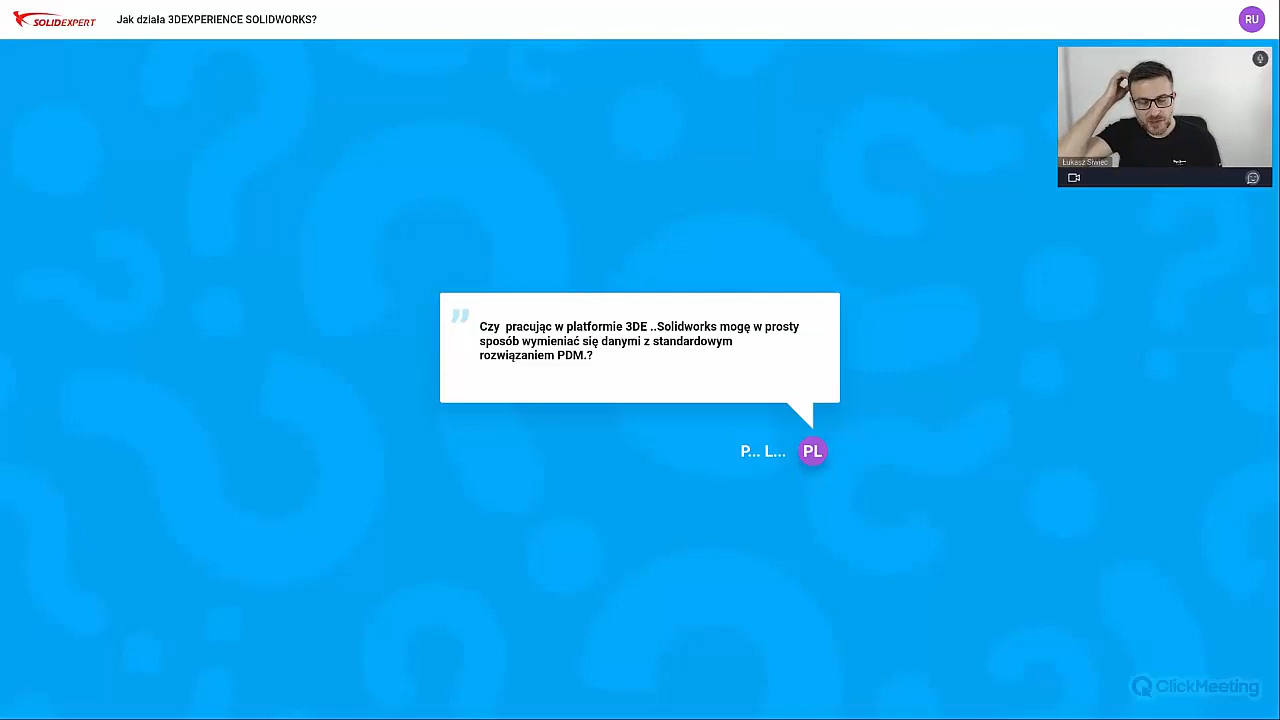 SOLIDEXPERT
Jak działa 3DEXPERIENCE SOLIDWORKS?
RU
Łukasz Siwiec
Czy pracując w platformie 3DE ..Solidworks mogę w prosty
sposób wymieniać się danymi z standardowym
rozwiązaniem PDM.?
P... L...
PL
ClickMeeting